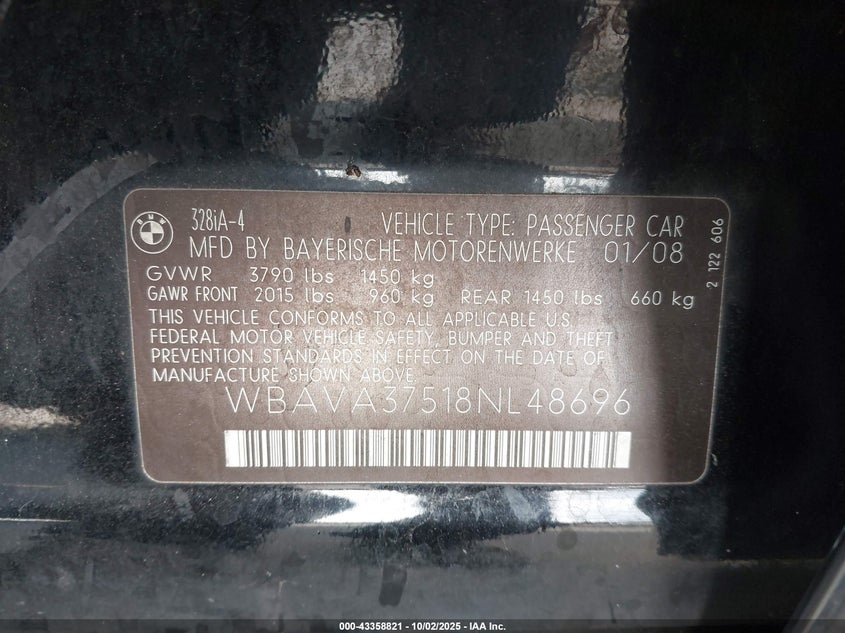 BMW
328iA-4 VEHICLE TYPE: PASSENGER CAR
MFD BY BAYERISCHE MOTORENWERKE 01/08
GVWR 3790 lbs 1450 kg
GAWR FRONT 2015 lbs 960 kg REAR 1450 lbs 660 kg
THIS VEHICLE CONFORMS TO ALL APPLICABLE U.S.
FEDERAL MOTOR VEHICLE SAFETY, BUMPER AND THEFT
PREVENTION STANDARDS IN EFFECT ON THE DATE OF
MANUFACTURE SHOWN ABOVE.
WBAVA37518NL48696
2 122 606
000-43358821 - 10/02/2025 - IAA Inc.